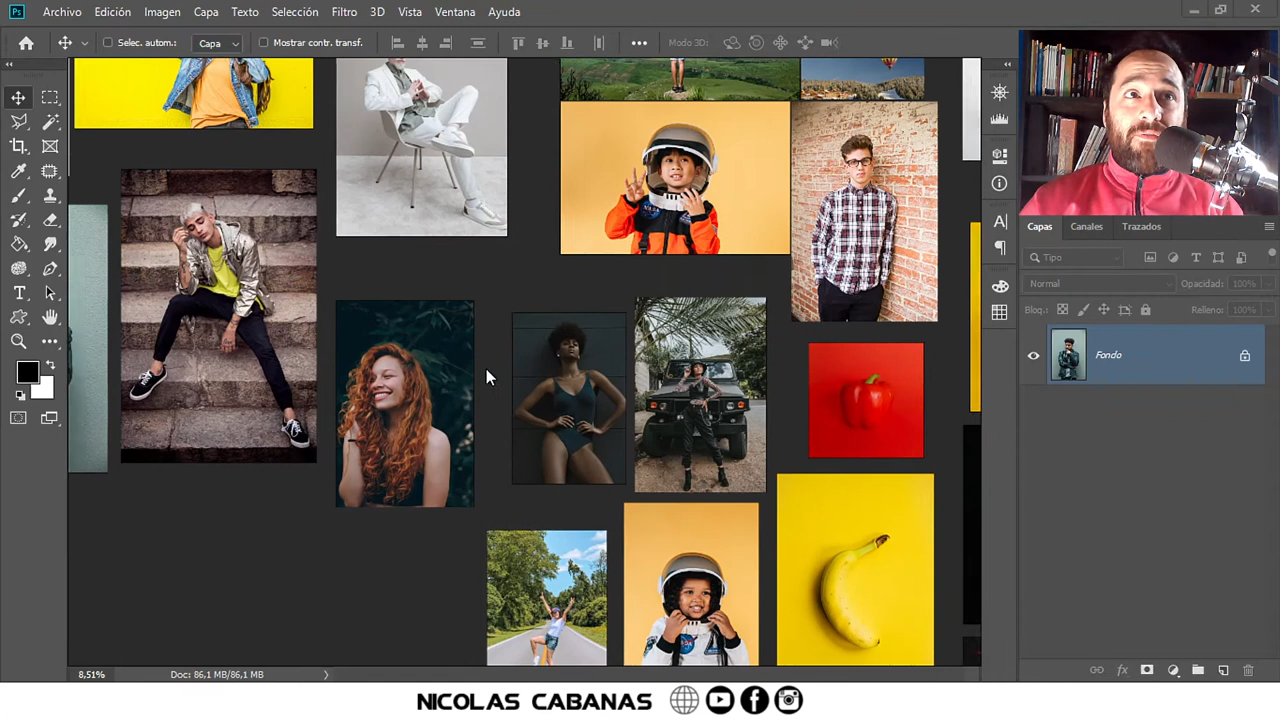 Ps Archivo Edición Imagen Capa Texto Selección Filtro 3D Vista Ventana Ayuda
Selec. autom.: Capa Mostrar contr. transf. Modo 3D:
Capas Canales Trazados
Tipo
Normal Opacidad: 100%
Bloq.: Relleno: 100%
Fondo
8,51% Doc: 86,1 MB/86,1 MB
NICOLAS CABANAS